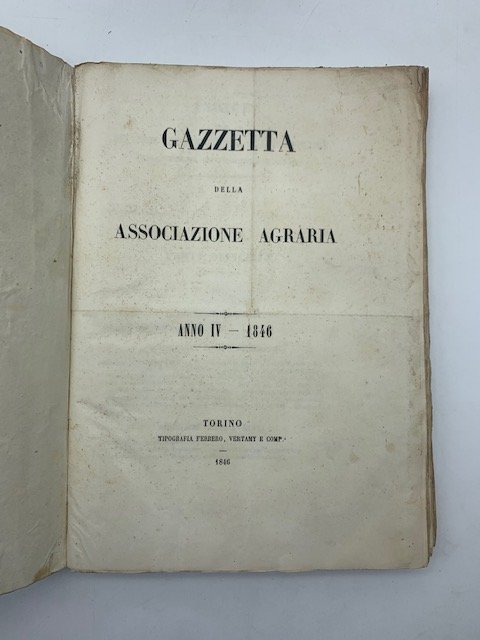 GAZZETTA
DELLA
ASSOCIAZIONE AGRARIA
ANNO IV — 1846
TORINO
TIPOGRAFIA FERRERO, VERTAMY E COMP.
1846